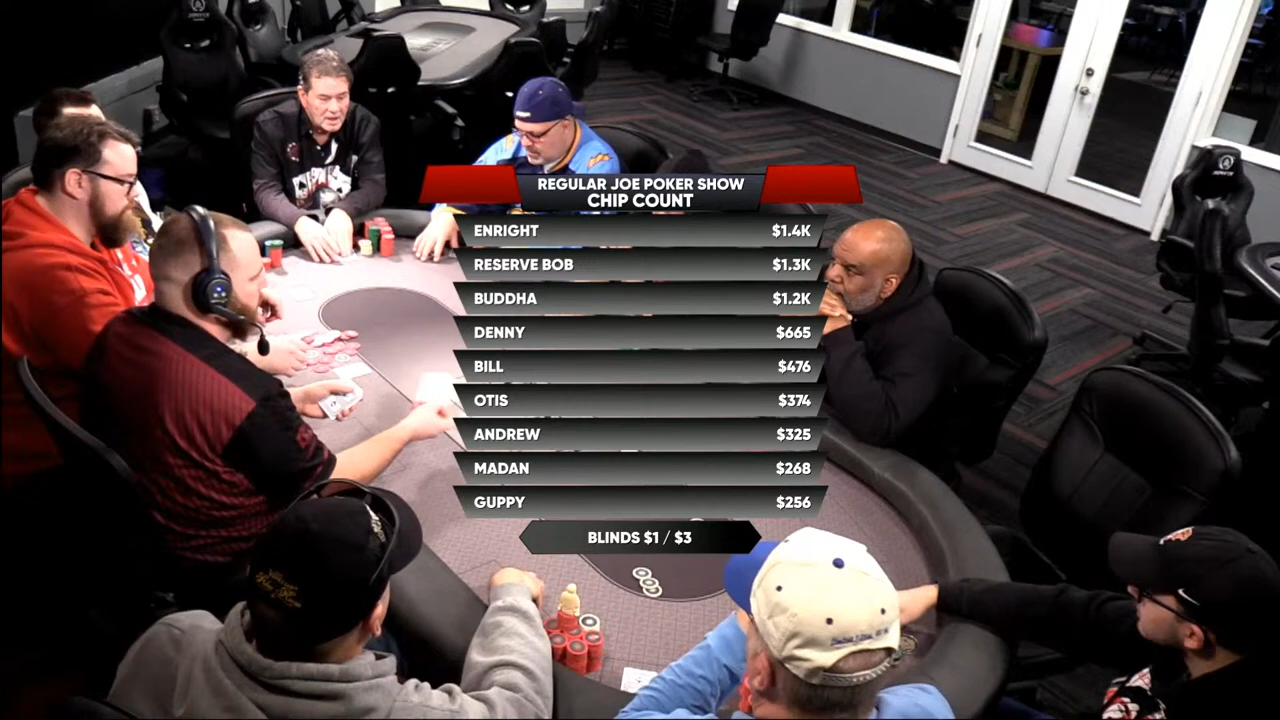 REGULAR JOE POKER SHOW
CHIP COUNT
ENRIGHT $1.4K
RESERVE BOB $1.3K
BUDDHA $1.2K
DENNY $665
BILL $476
OTIS $374
ANDREW $325
MADAN $268
GUPPY $256
BLINDS $1 / $3